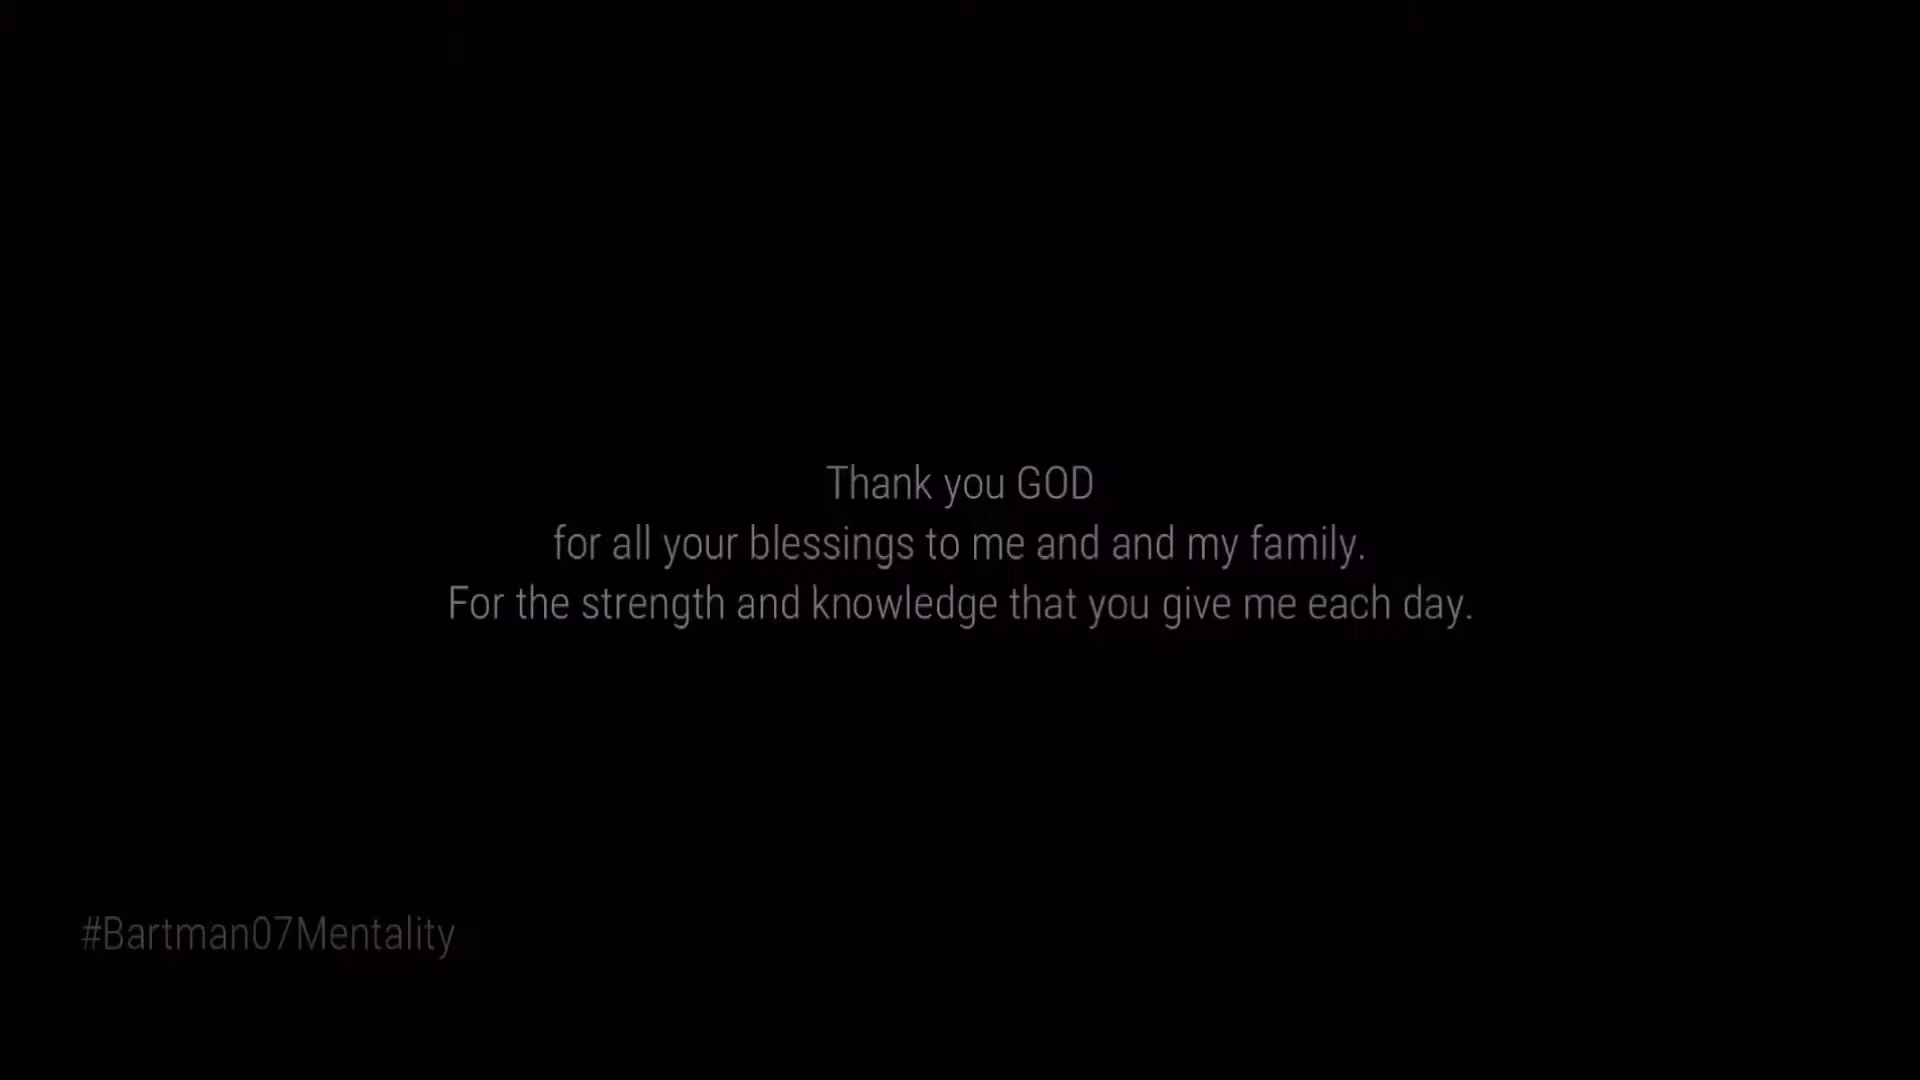 Thank you GOD
for all your blessings to me and and my family.
For the strength and knowledge that you give me each day.
#Bartman07Mentality